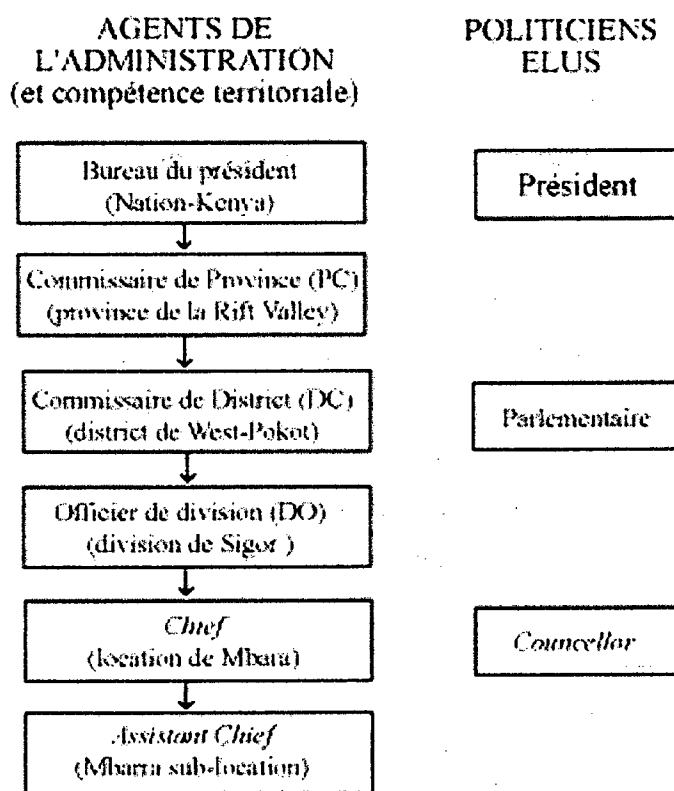 AGENTS DE
L'ADMINISTRATION
(et compétence territoriale)
POLITICIENS
ELUS
Bureau du président
(Nation-Kenya)
Président
Commissaire de Province (PC)
(province de la Rift Valley)
Commissaire de District (DC)
(district de West-Pokot)
Parlementaire
Officier de division (DO)
(division de Sigor )
Chief
(location de Mbara)
Councellor
Assistant Chief
(Mbarra sub-location)